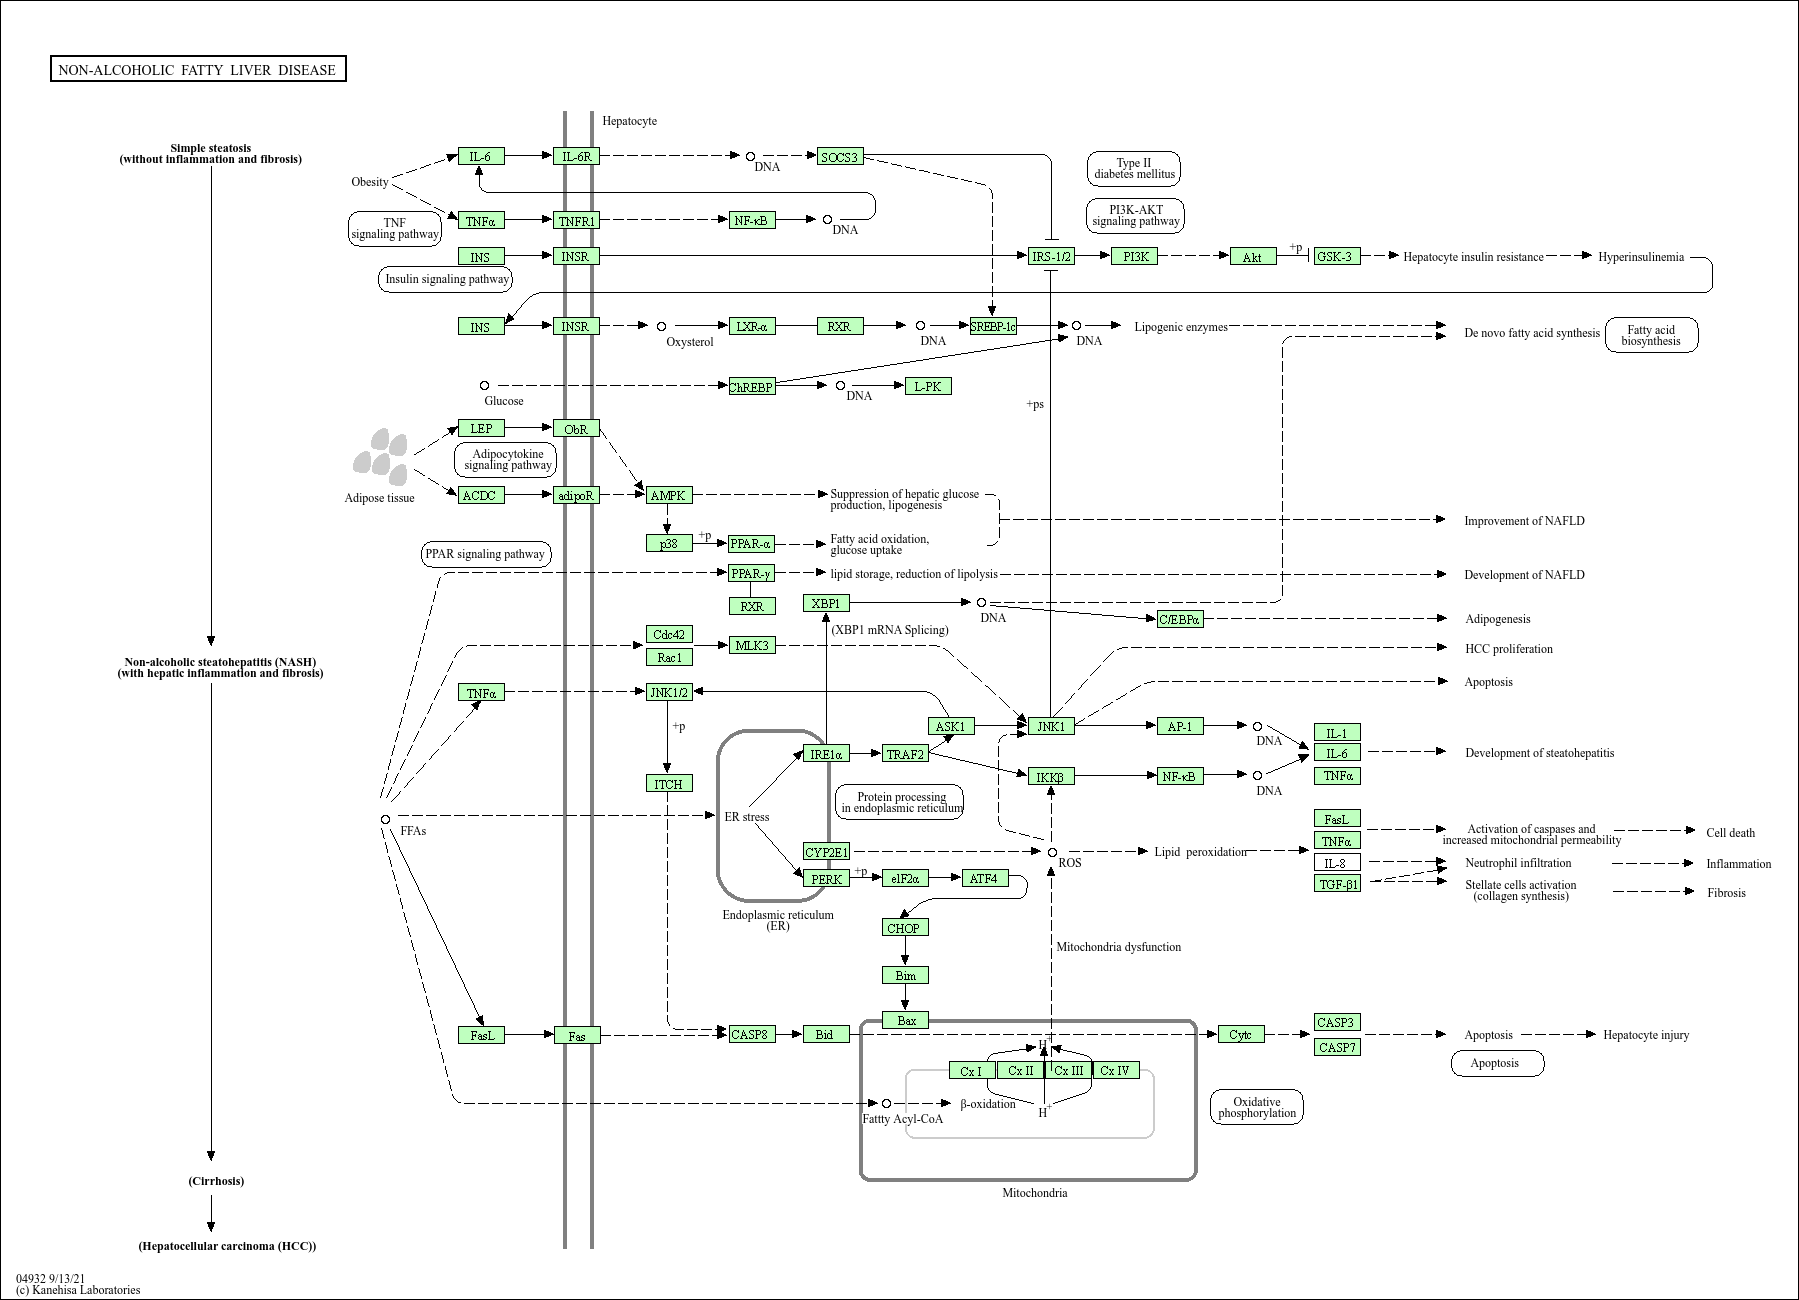 NON-ALCOHOLIC FATTY LIVER DISEASE
Hepatocyte
Simple steatosis
(without inflammation and fibrosis)
Obesity
IL-6
IL-6R
DNA
SOCS3
Type II
diabetes mellitus
TNF
signaling pathway
TNFα
TNFR1
NF-κB
DNA
PI3K-AKT
signaling pathway
INS
INSR
IRS-1/2
PI3K
Akt
+p
GSK-3
Hepatocyte insulin resistance
Hyperinsulinemia
Insulin signaling pathway
INS
INSR
Oxysterol
LXR-α
RXR
DNA
SREBP-1c
DNA
Lipogenic enzymes
De novo fatty acid synthesis
Fatty acid
biosynthesis
Glucose
ChREBP
DNA
L-PK
+ps
LEP
ObR
Adipocytokine
signaling pathway
Adipose tissue
ACDC
adipoR
AMPK
Suppression of hepatic glucose
production, lipogenesis
Improvement of NAFLD
p38
+p
PPAR-α
Fatty acid oxidation,
glucose uptake
PPAR signaling pathway
PPAR-γ
lipid storage, reduction of lipolysis
Development of NAFLD
RXR
XBP1
(XBP1 mRNA Splicing)
DNA
C/EBPα
Adipogenesis
Cdc42
Rac1
MLK3
HCC proliferation
Non-alcoholic steatohepatitis (NASH)
(with hepatic inflammation and fibrosis)
TNFα
JNK1/2
Apoptosis
+p
ASK1
JNK1
AP-1
DNA
IL-1
IL-6
TNFα
Development of steatohepatitis
IRE1α
TRAF2
IKKβ
NF-κB
DNA
ITCH
Protein processing
in endoplasmic reticulum
ER stress
FFAs
FasL
TNFα
IL-8
TGF-β1
Activation of caspases and
increased mitochondrial permeability
Cell death
CYP2E1
ROS
Lipid peroxidation
Neutrophil infiltration
Inflammation
PERK
+p
eIF2α
ATF4
Stellate cells activation
(collagen synthesis)
Fibrosis
Endoplasmic reticulum
(ER)
CHOP
Mitochondria dysfunction
Bim
Bax
FasL
Fas
CASP8
Bid
Cytc
CASP3
CASP7
Apoptosis
Hepatocyte injury
Apoptosis
H+
Cx I
Cx II
Cx III
Cx IV
β-oxidation
H+
Fattty Acyl-CoA
Oxidative
phosphorylation
Mitochondria
(Cirrhosis)
(Hepatocellular carcinoma (HCC))
04932 9/13/21
(c) Kanehisa Laboratories